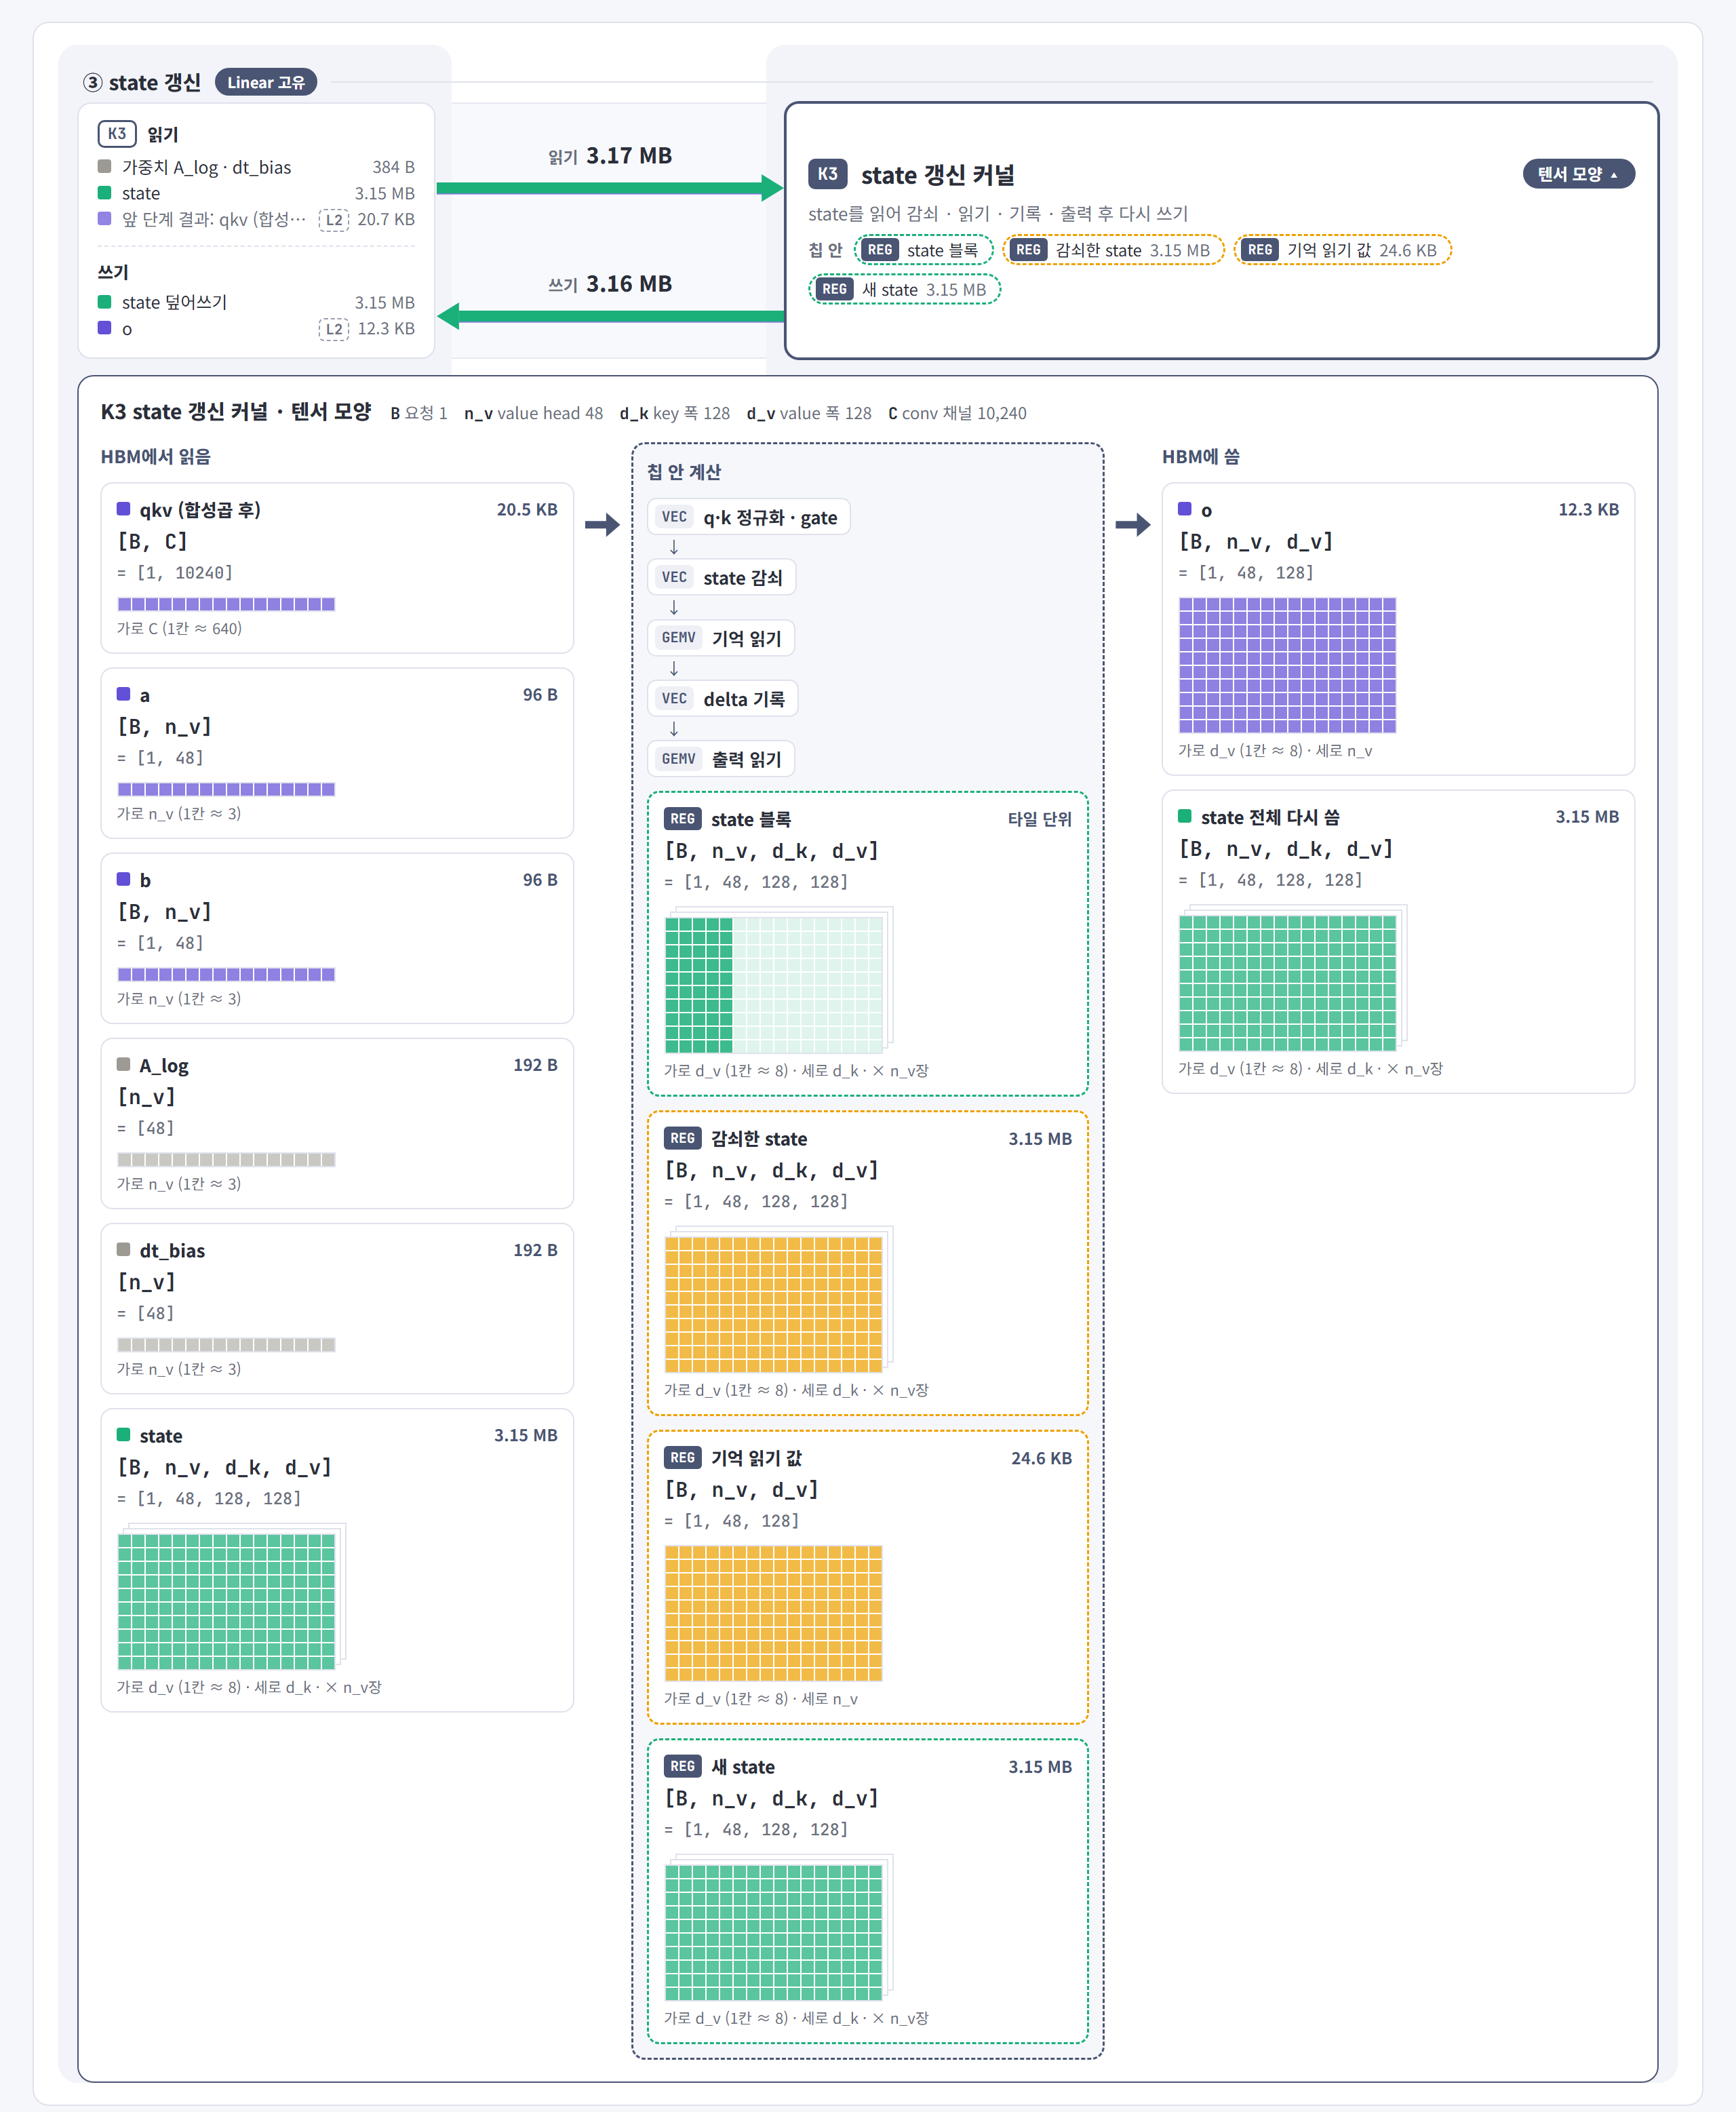 ③ state 갱신 Linear 고유
K3 읽기
가중치 A_log · dt_bias 384 B
state 3.15 MB
앞 단계 결과: qkv (합성⋯ L2 20.7 KB
쓰기
state 덮어쓰기 3.15 MB
o L2 12.3 KB
읽기 3.17 MB
쓰기 3.16 MB
K3 state 갱신 커널 텐서 모양 ▲
state를 읽어 감쇠 · 읽기 · 기록 · 출력 후 다시 쓰기
칩 안 REG state 블록 REG 감쇠한 state 3.15 MB REG 기억 읽기 값 24.6 KB
REG 새 state 3.15 MB
K3 state 갱신 커널 · 텐서 모양 B 요청 1 n_v value head 48 d_k key 폭 128 d_v value 폭 128 C conv 채널 10,240
HBM에서 읽음
qkv (합성곱 후) 20.5 KB
[B, C]
= [1, 10240]
가로 C (1칸 ≈ 640)
a 96 B
[B, n_v]
= [1, 48]
가로 n_v (1칸 ≈ 3)
b 96 B
[B, n_v]
= [1, 48]
가로 n_v (1칸 ≈ 3)
A_log 192 B
[n_v]
= [48]
가로 n_v (1칸 ≈ 3)
dt_bias 192 B
[n_v]
= [48]
가로 n_v (1칸 ≈ 3)
state 3.15 MB
[B, n_v, d_k, d_v]
= [1, 48, 128, 128]
가로 d_v (1칸 ≈ 8) · 세로 d_k · × n_v장
➡
칩 안 계산
VEC q·k 정규화 · gate
↓
VEC state 감쇠
↓
GEMV 기억 읽기
↓
VEC delta 기록
↓
GEMV 출력 읽기
REG state 블록 타일 단위
[B, n_v, d_k, d_v]
= [1, 48, 128, 128]
가로 d_v (1칸 ≈ 8) · 세로 d_k · × n_v장
REG 감쇠한 state 3.15 MB
[B, n_v, d_k, d_v]
= [1, 48, 128, 128]
가로 d_v (1칸 ≈ 8) · 세로 d_k · × n_v장
REG 기억 읽기 값 24.6 KB
[B, n_v, d_v]
= [1, 48, 128]
가로 d_v (1칸 ≈ 8) · 세로 n_v
REG 새 state 3.15 MB
[B, n_v, d_k, d_v]
= [1, 48, 128, 128]
가로 d_v (1칸 ≈ 8) · 세로 d_k · × n_v장
➡
HBM에 씀
o 12.3 KB
[B, n_v, d_v]
= [1, 48, 128]
가로 d_v (1칸 ≈ 8) · 세로 n_v
state 전체 다시 씀 3.15 MB
[B, n_v, d_k, d_v]
= [1, 48, 128, 128]
가로 d_v (1칸 ≈ 8) · 세로 d_k · × n_v장